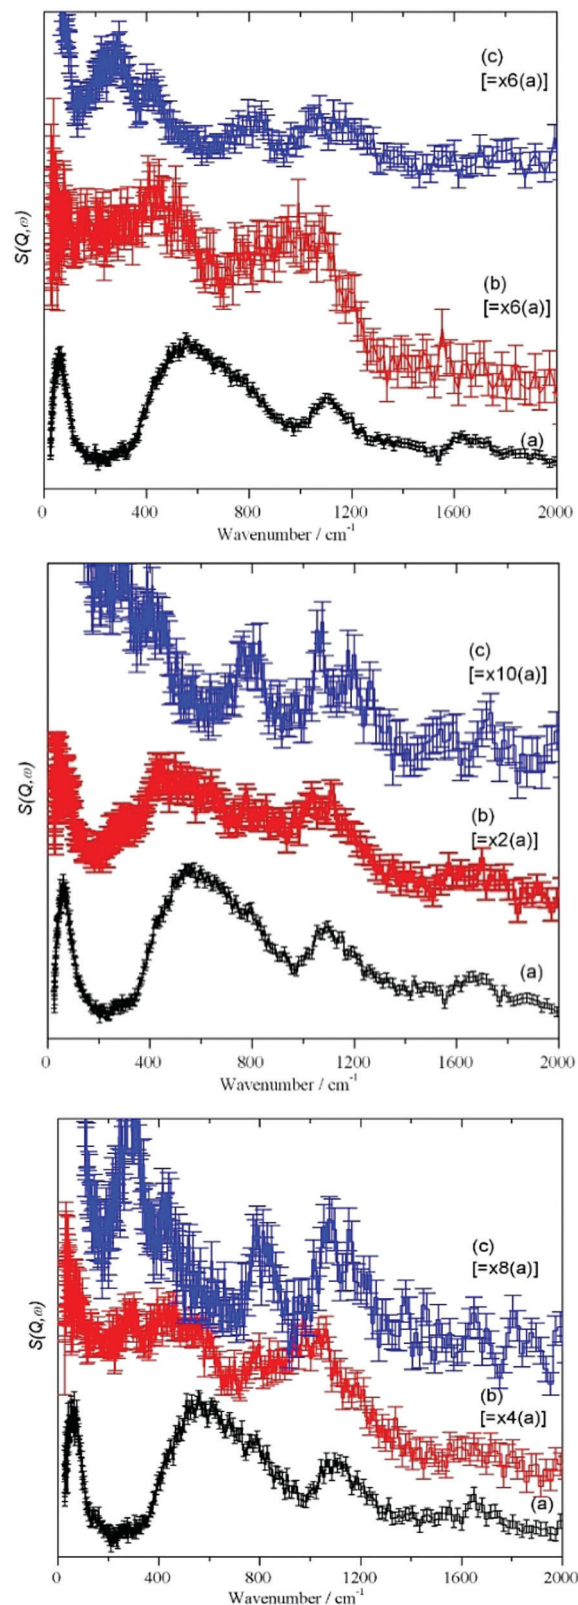 (c)
[=x6(a)]
S(Q,ω)
(b)
[=x6(a)]
(a)
0 400 800 1200 1600 2000
Wavenumber / cm⁻¹
(c)
[=x10(a)]
S(Q,ω)
(b)
[=x2(a)]
(a)
0 400 800 1200 1600 2000
Wavenumber / cm⁻¹
(c)
[=x8(a)]
S(Q,ω)
(b)
[=x4(a)]
(a)
0 400 800 1200 1600 2000
Wavenumber / cm⁻¹